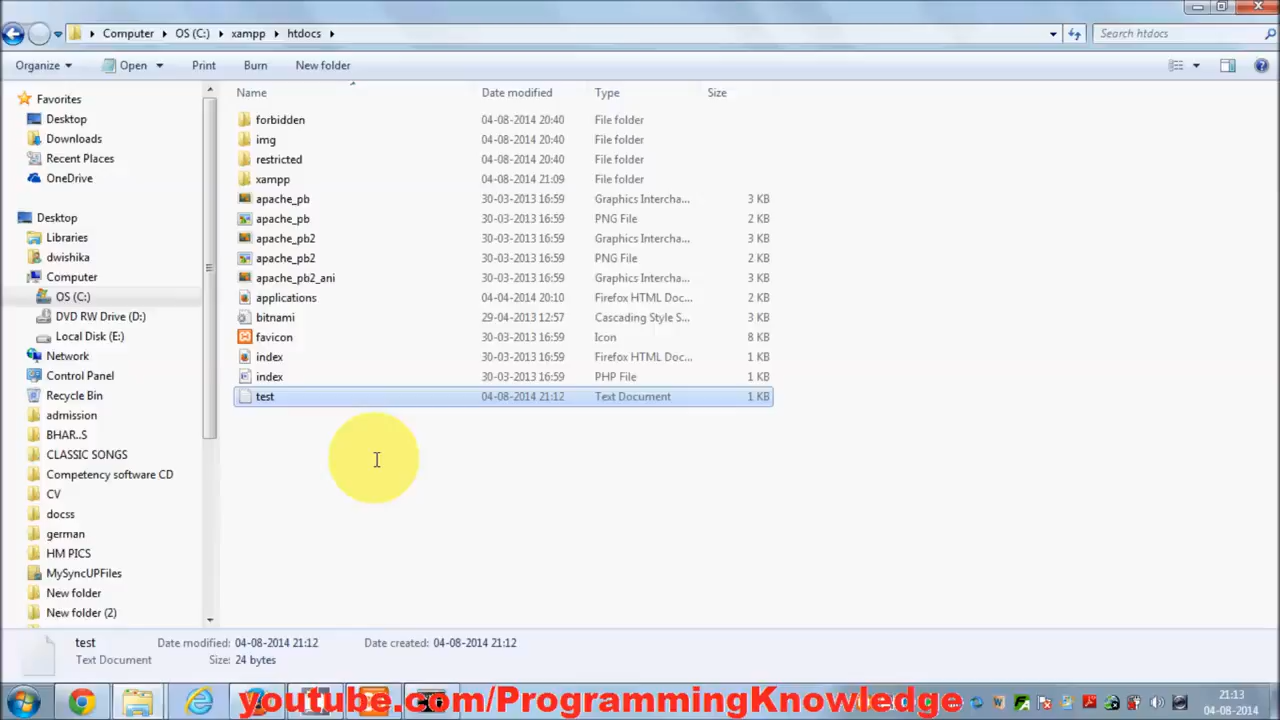 Computer OS (C:) xampp htdocs
Search htdocs
Organize Open Print Burn New folder
Name Date modified Type Size
Favorites
Desktop
Downloads
Recent Places
OneDrive
Desktop
Libraries
dwishika
Computer
OS (C:)
DVD RW Drive (D:)
Local Disk (E:)
Network
Control Panel
Recycle Bin
admission
BHAR..S
CLASSIC SONGS
Competency software CD
CV
docss
german
HM PICS
MySyncUPFiles
New folder
New folder (2)
forbidden 04-08-2014 20:40 File folder
img 04-08-2014 20:40 File folder
restricted 04-08-2014 20:40 File folder
xampp 04-08-2014 21:09 File folder
apache_pb 30-03-2013 16:59 Graphics Intercha... 3 KB
apache_pb 30-03-2013 16:59 PNG File 2 KB
apache_pb2 30-03-2013 16:59 Graphics Intercha... 3 KB
apache_pb2 30-03-2013 16:59 PNG File 2 KB
apache_pb2_ani 30-03-2013 16:59 Graphics Intercha... 3 KB
applications 04-04-2014 20:10 Firefox HTML Doc... 2 KB
bitnami 29-04-2013 12:57 Cascading Style S... 3 KB
favicon 30-03-2013 16:59 Icon 8 KB
index 30-03-2013 16:59 Firefox HTML Doc... 1 KB
index 30-03-2013 16:59 PHP File 1 KB
test 04-08-2014 21:12 Text Document 1 KB
test Date modified: 04-08-2014 21:12 Date created: 04-08-2014 21:12
Text Document Size: 24 bytes
youtube.com/ProgrammingKnowledge
21:13
04-08-2014